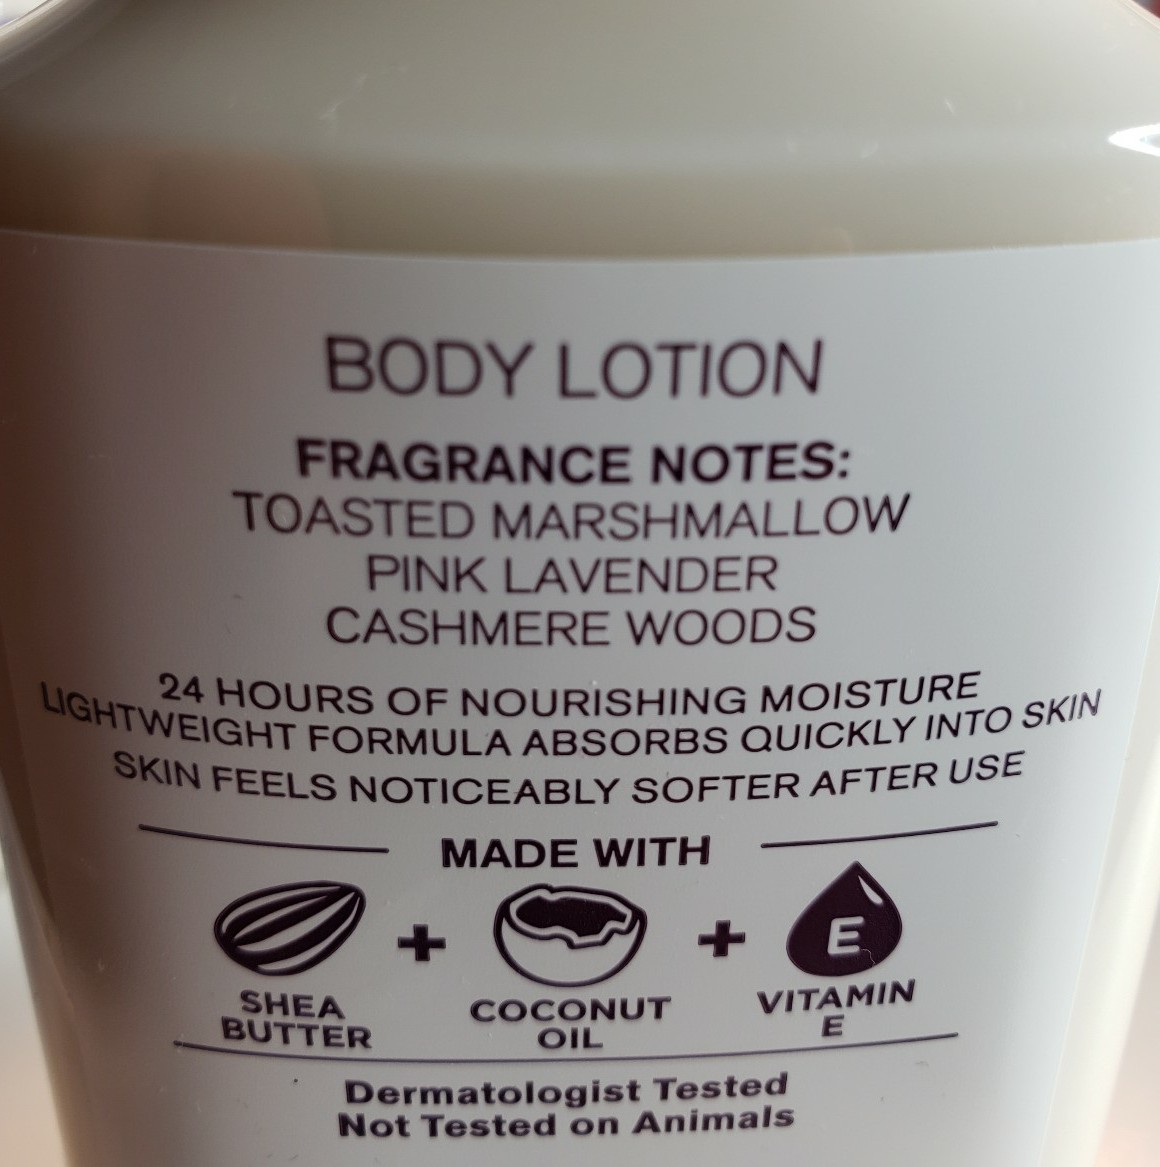 BODY LOTION
FRAGRANCE NOTES:
TOASTED MARSHMALLOW
PINK LAVENDER
CASHMERE WOODS
24 HOURS OF NOURISHING MOISTURE
LIGHTWEIGHT FORMULA ABSORBS QUICKLY INTO SKIN
SKIN FEELS NOTICEABLY SOFTER AFTER USE
MADE WITH
+ + E
SHEA
BUTTER
COCONUT
OIL
VITAMIN
E
Dermatologist Tested
Not Tested on Animals